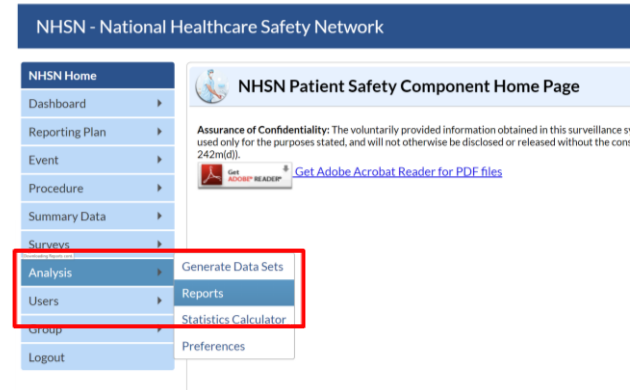 NHSN - National Healthcare Safety Network
NHSN Home
Dashboard
Reporting Plan
Event
Procedure
Summary Data
Surveys
Analysis
Users
Group
Logout
Generate Data Sets
Reports
Statistics Calculator
Preferences
NHSN Patient Safety Component Home Page
Assurance of Confidentiality: The voluntarily provided information obtained in this surveillance sy
used only for the purposes stated, and will not otherwise be disclosed or released without the cons
242m(d)).
Get
ADOBE® READER®
Get Adobe Acrobat Reader for PDF files